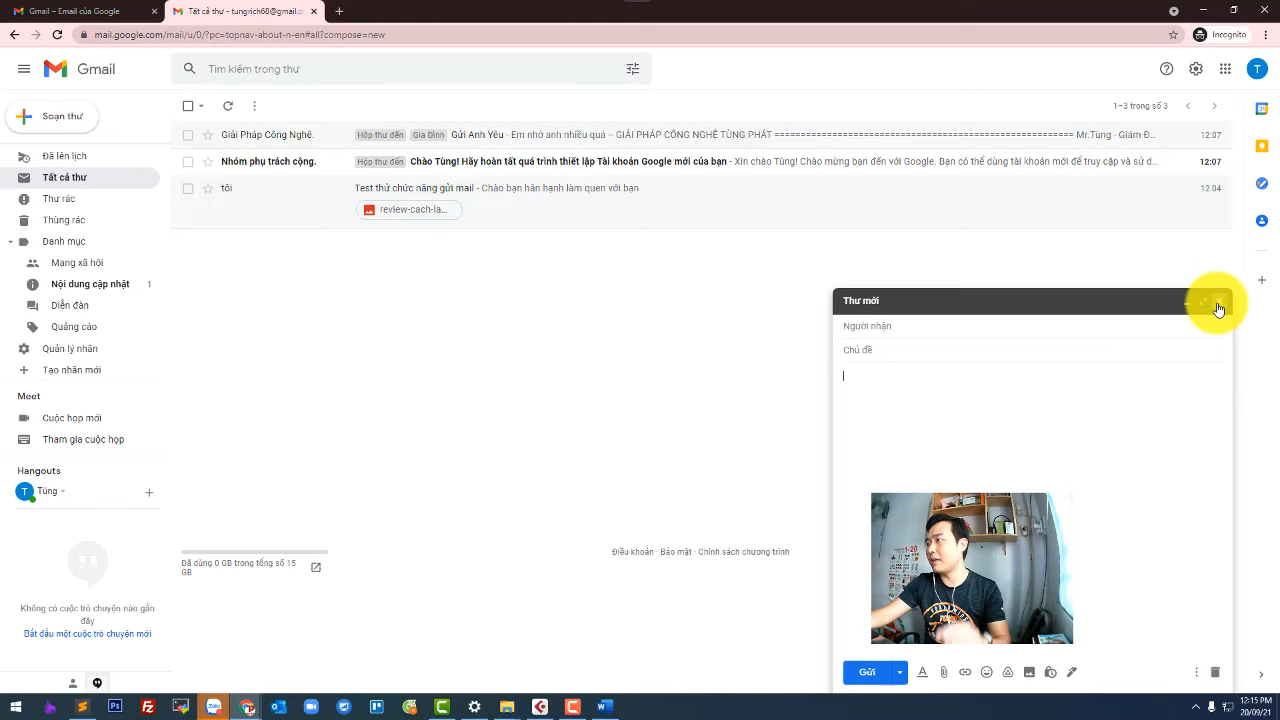 Gmail – Email của Google
Tất cả thư - tungrich68@gmail.c
mail.google.com/mail/u/0/?pc=topnav-about-n-en#all?compose=new
Incognito
Gmail
Tìm kiếm trong thư
T
Soạn thư
1–3 trong số 3
Giải Pháp Công Nghệ. Hộp thư đến Gia Đình Gửi Anh Yêu - Em nhớ anh nhiều quá – GIẢI PHÁP CÔNG NGHỆ TÙNG PHÁT ================================================== Mr.Tùng - Giám Đ… 12:07
Nhóm phụ trách cộng. Hộp thư đến Chào Tùng! Hãy hoàn tất quá trình thiết lập Tài khoản Google mới của bạn - Xin chào Tùng! Chào mừng bạn đến với Google. Bạn có thể dùng tài khoản mới để truy cập và sử d… 12:07
tôi Test thử chức năng gửi mail - Chào bạn hân hạnh làm quen với bạn 12:04
review-cach-la...
Đã lên lịch
Tất cả thư
Thư rác
Thùng rác
Danh mục
Mạng xã hội
Nội dung cập nhật 1
Diễn đàn
Quảng cáo
Quản lý nhãn
Tạo nhãn mới
Meet
Cuộc họp mới
Tham gia cuộc họp
Hangouts
T Tùng
Không có cuộc trò chuyện nào gần
đây
Bắt đầu một cuộc trò chuyện mới
Đã dùng 0 GB trong tổng số 15
GB
Điều khoản · Bảo mật · Chính sách chương trình
Thư mới
Người nhận
Chủ đề
1-20
Gửi
12:15 PM
20/09/21